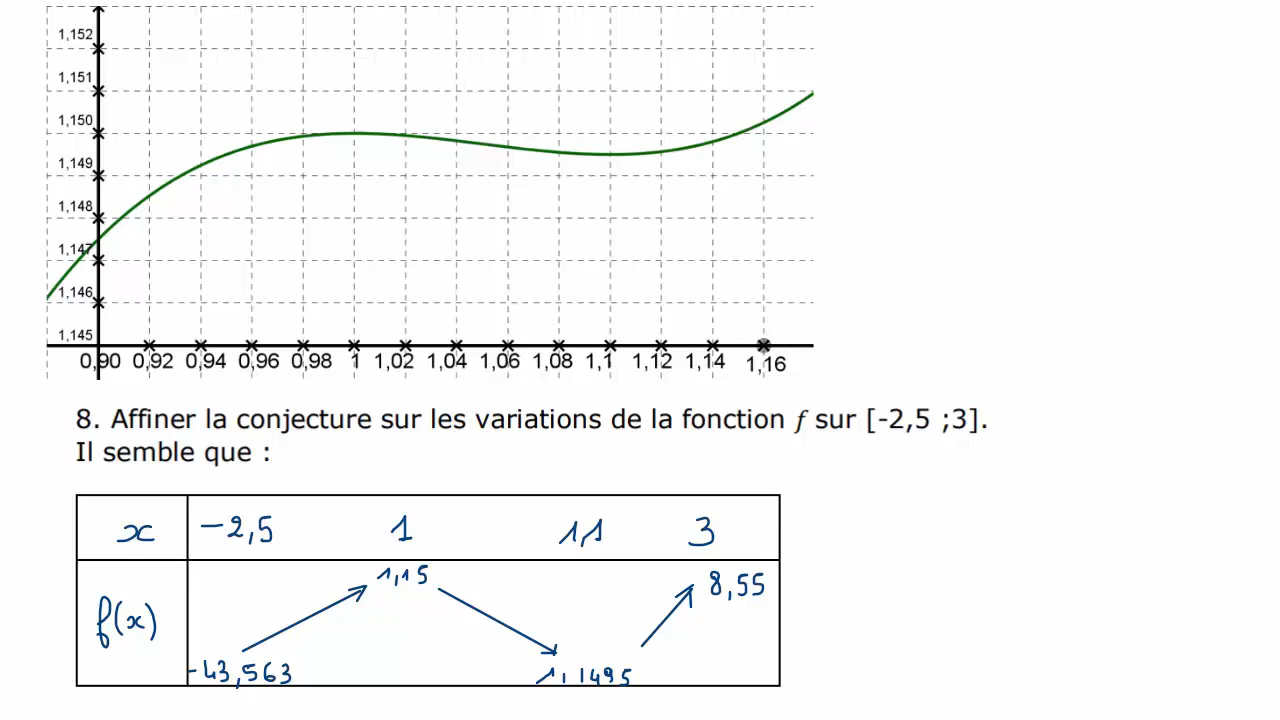 1,152
1,151
1,150
1,149
1,148
1,147
1,146
1,145
0,90 0,92 0,94 0,96 0,98 1 1,02 1,04 1,06 1,08 1,1 1,12 1,14 1,16
8. Affiner la conjecture sur les variations de la fonction f sur [-2,5 ;3].
Il semble que :
x -2,5 1 1,1 3
1,15 8,55
f(x)
-43,563 1,1495